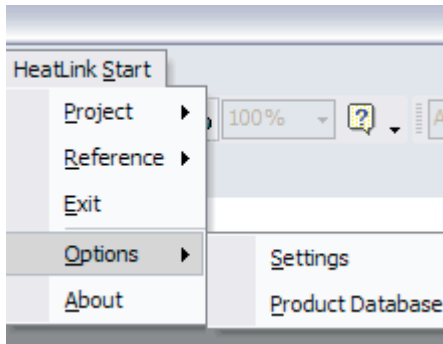 HeatLink Start
Project
100%
Reference
Exit
Options
Settings
About
Product Database